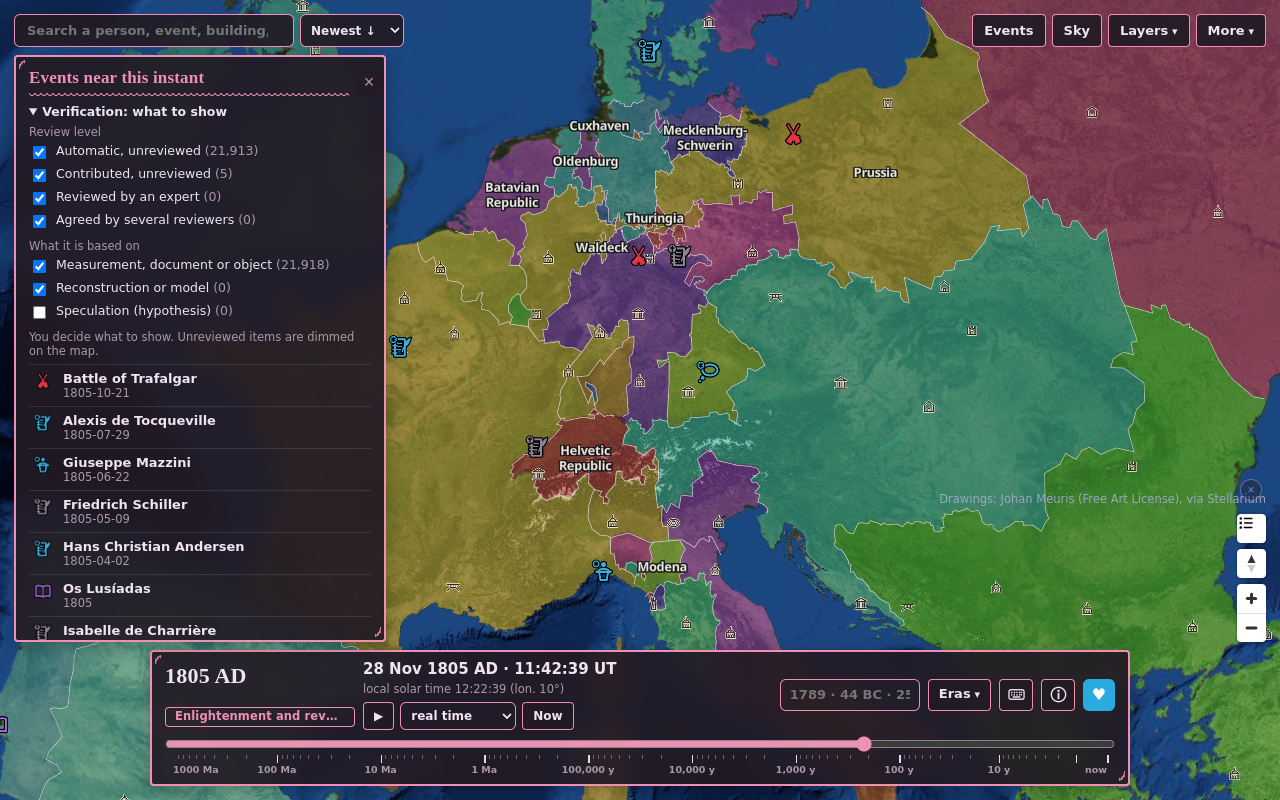 Search a person, event, building,
Newest ↓
Events
Sky
Layers ▾
More ▾
Events near this instant
×
▼ Verification: what to show
Review level
Automatic, unreviewed (21,913)
Contributed, unreviewed (5)
Reviewed by an expert (0)
Agreed by several reviewers (0)
What it is based on
Measurement, document or object (21,918)
Reconstruction or model (0)
Speculation (hypothesis) (0)
You decide what to show. Unreviewed items are dimmed
on the map.
Battle of Trafalgar
1805-10-21
Alexis de Tocqueville
1805-07-29
Giuseppe Mazzini
1805-06-22
Friedrich Schiller
1805-05-09
Hans Christian Andersen
1805-04-02
Os Lusíadas
1805
Isabelle de Charrière
Cuxhaven
Mecklenburg-
Schwerin
Oldenburg
Prussia
Batavian
Republic
Thuringia
Waldeck
Helvetic
Republic
Modena
Drawings: Johan Meuris (Free Art License), via Stellarium
×
+
−
1805 AD
Enlightenment and rev…
28 Nov 1805 AD · 11:42:39 UT
local solar time 12:22:39 (lon. 10°)
▶
real time
Now
1789 · 44 BC · 25
Eras ▾
1000 Ma
100 Ma
10 Ma
1 Ma
100,000 y
10,000 y
1,000 y
100 y
10 y
now